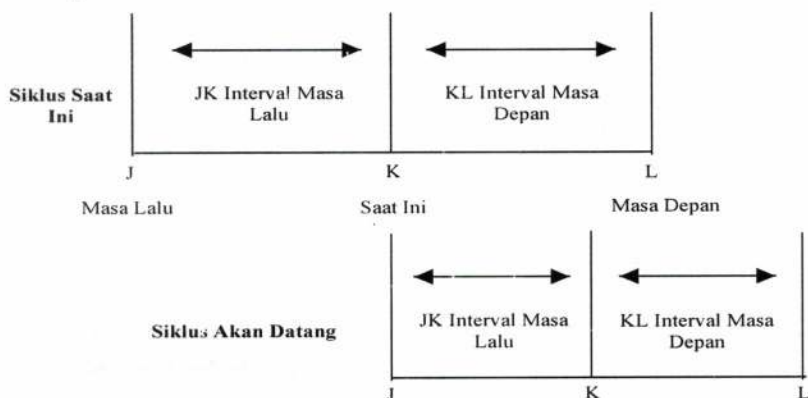 Siklus Saat
Ini
JK Interval Masa
Lalu
KL Interval Masa
Depan
J
K
L
Masa Lalu
Saat Ini
Masa Depan
Siklus Akan Datang
JK Interval Masa
Lalu
KL Interval Masa
Depan
J
K
L